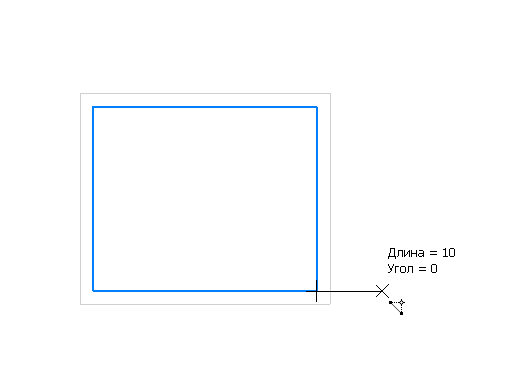 Длина = 10
Угол = 0